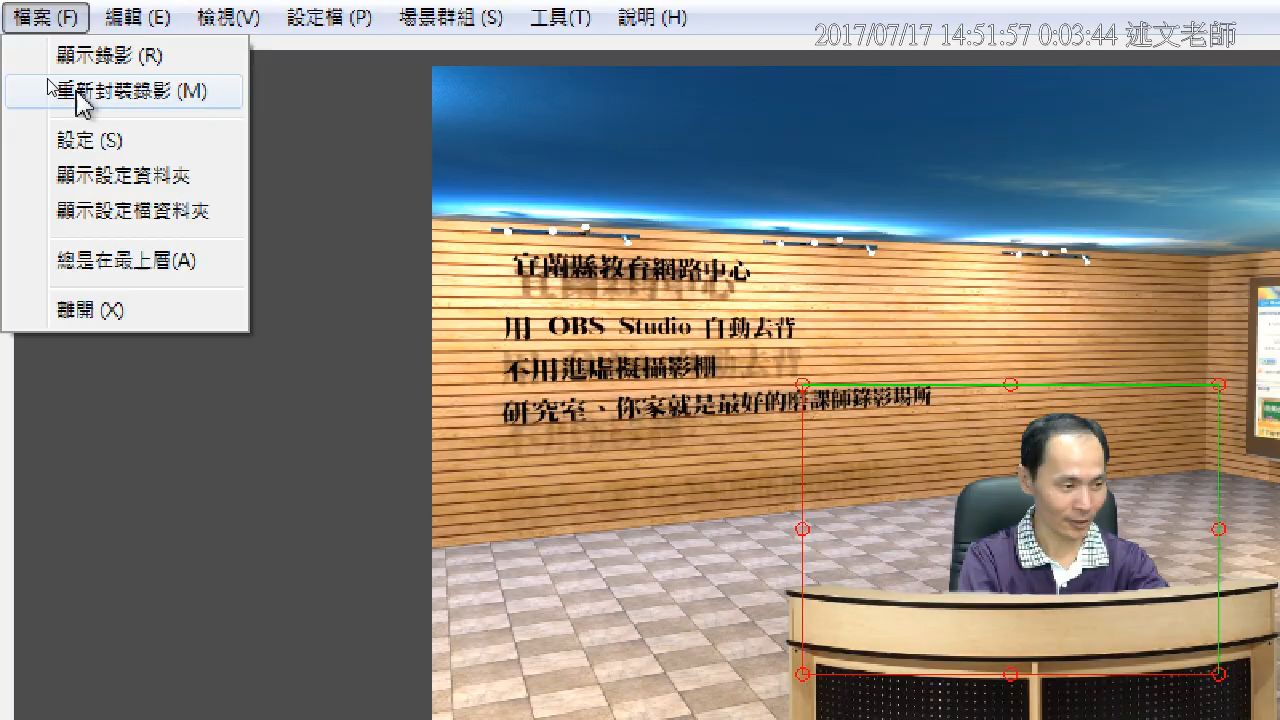 檔案 (F) 編輯 (E) 檢視(V) 設定檔 (P) 場景群組 (S) 工具(T) 說明 (H)
2017/07/17 14:51:57 0:03:44 述文老師
顯示錄影 (R)
重新封裝錄影 (M)
設定 (S)
顯示設定資料夾
顯示設定檔資料夾
總是在最上層(A)
離開 (X)
宜蘭縣教育網路中心
用 OBS Studio 自動去背
不用進虛擬攝影棚
研究室、你家就是最好的磨課師錄影場所